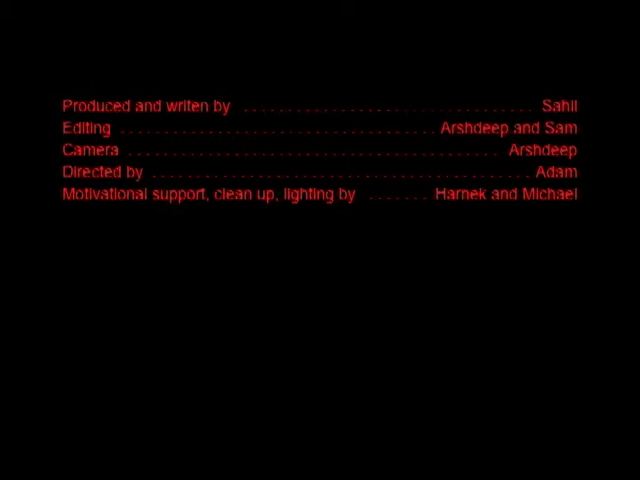 Produced and writen by ................................. Sahil
Editing .................................... Arshdeep and Sam
Camera ........................................... Arshdeep
Directed by ............................................ Adam
Motivational support, clean up, lighting by ....... Harnek and Michael